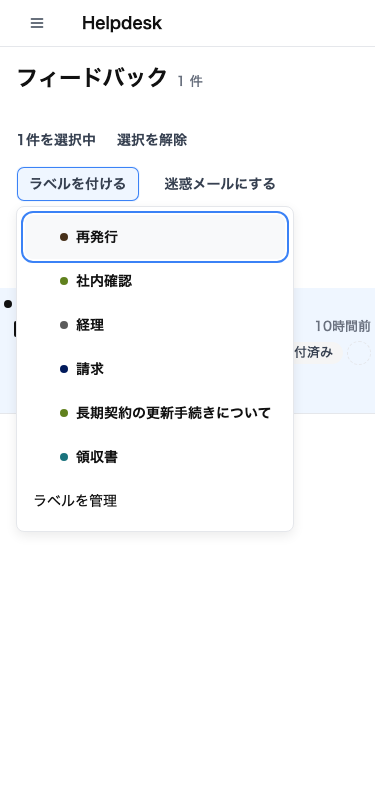 Helpdesk
フィードバック 1 件
1件を選択中 選択を解除
ラベルを付ける 迷惑メールにする
再発行
社内確認
経理
請求
長期契約の更新手続きについて
領収書
ラベルを管理
10時間前
付済み